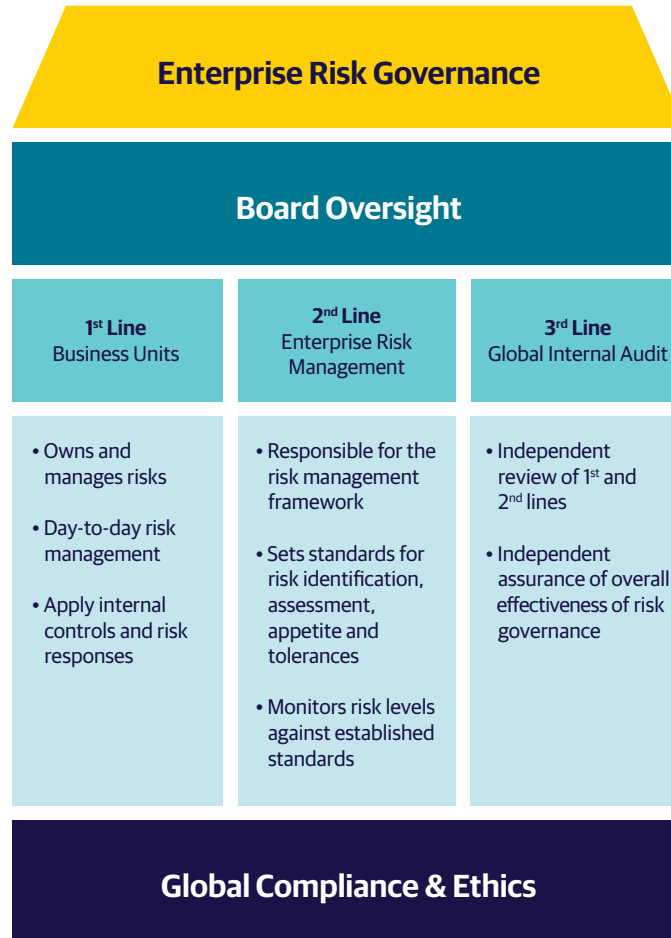 Enterprise Risk Governance
Board Oversight
1st Line
Business Units
2nd Line
Enterprise Risk
Management
3rd Line
Global Internal Audit
• Owns and
manages risks
• Day-to-day risk
management
• Apply internal
controls and risk
responses
• Responsible for the
risk management
framework
• Sets standards for
risk identification,
assessment,
appetite and
tolerances
• Monitors risk levels
against established
standards
• Independent
review of 1st and
2nd lines
• Independent
assurance of overall
effectiveness of risk
governance
Global Compliance & Ethics